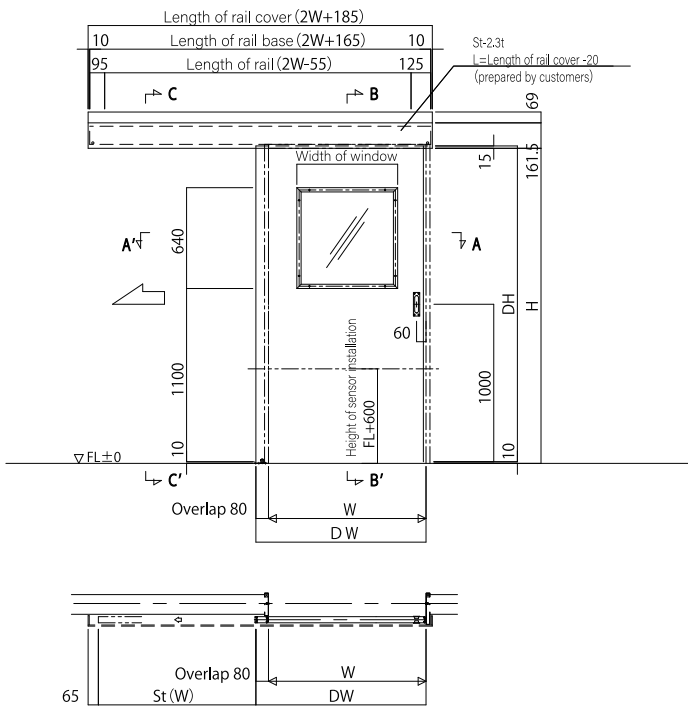 Length of rail cover (2W+185)
10 Length of rail base (2W+165) 10
95 Length of rail (2W-55) 125
St-2.3t
L=Length of rail cover -20
(prepared by customers)
C B
69
Width of window
15
161.5
A' A
640
DH
H
60
Height of sensor installation
FL+600
1100
1000
10
10
▽FL±0
C' B'
Overlap 80 W
D W
Overlap 80 W
65 St (W) DW